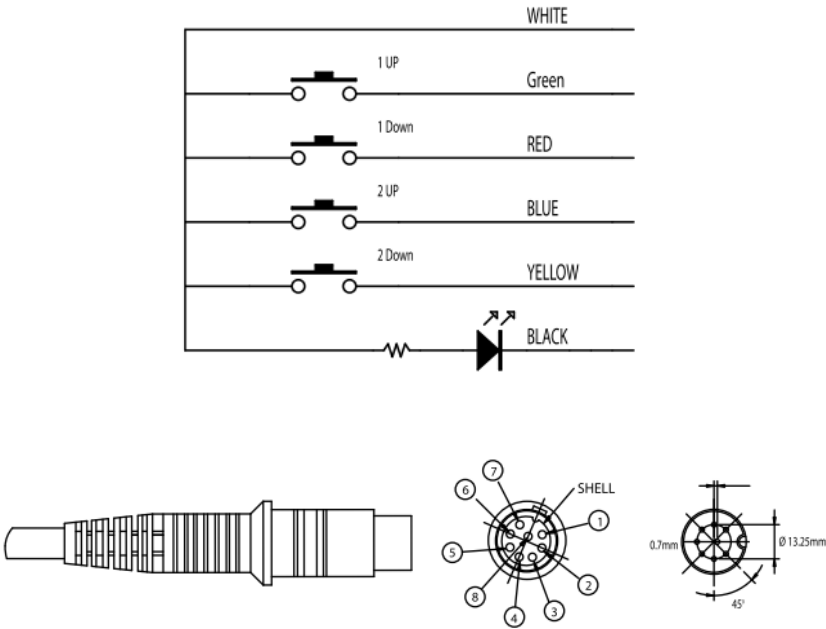 WHITE
1 UP
Green
1 Down
RED
2 UP
BLUE
2 Down
YELLOW
BLACK
7
SHELL
6
1
5
0.7mm
Ø 13.25mm
2
8
3
4
45°